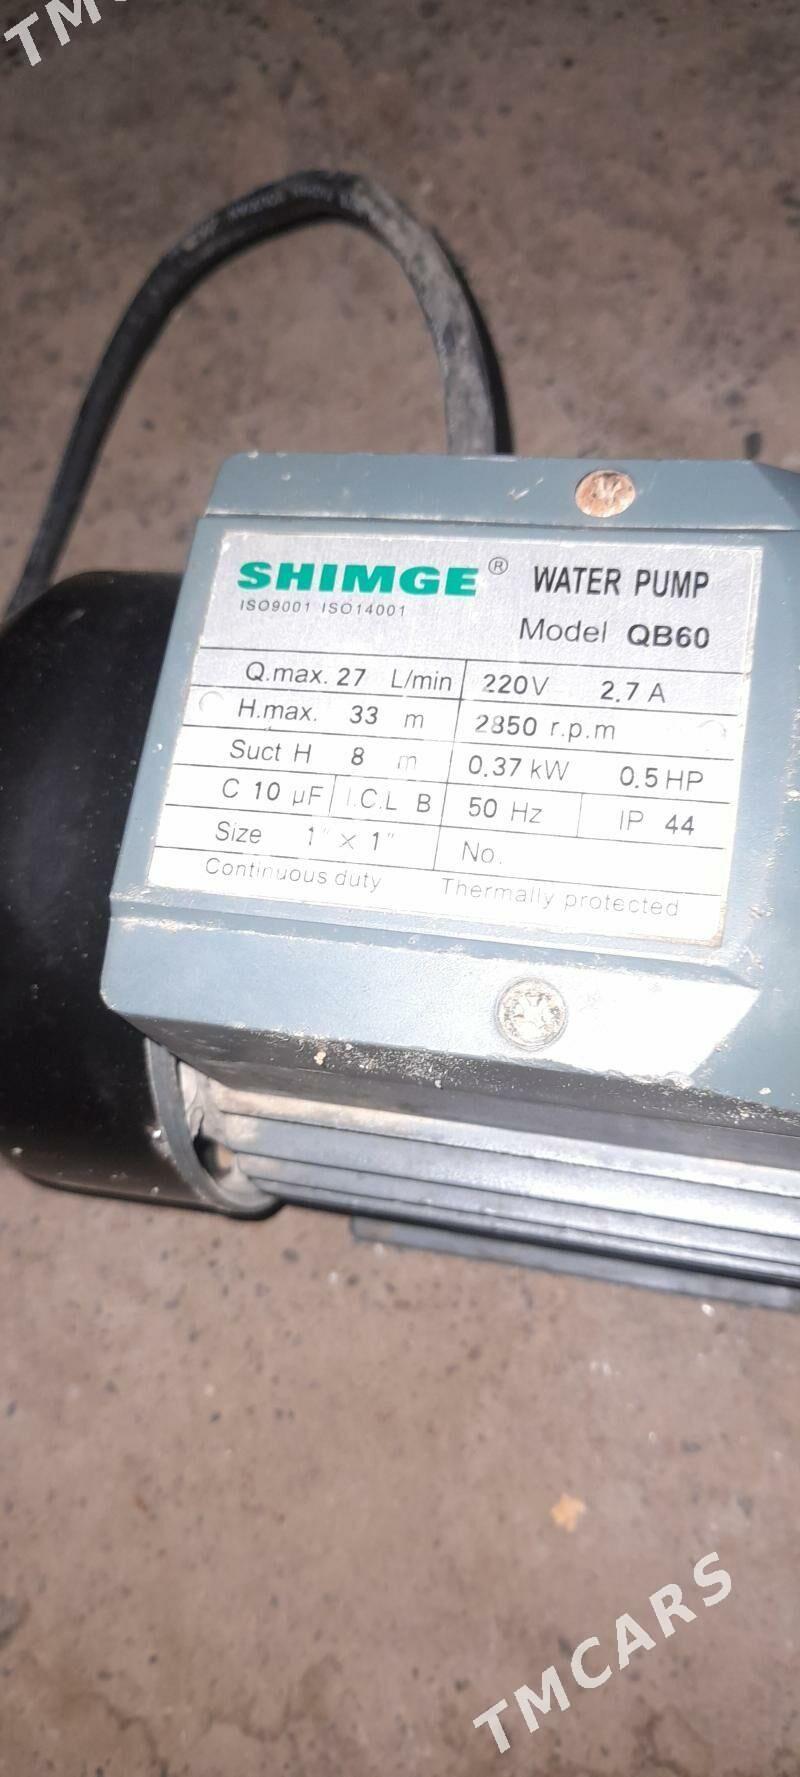 SHIMGE® WATER PUMP
ISO9001 ISO14001
Model QB60
Q.max. 27 L/min 220V 2.7 A
H.max. 33 m 2850 r.p.m
Suct H 8 m 0.37 kW 0.5 HP
C 10 µF I.C.L B 50 Hz IP 44
Size 1" × 1" No.
Continuous duty Thermally protected
TMCARS